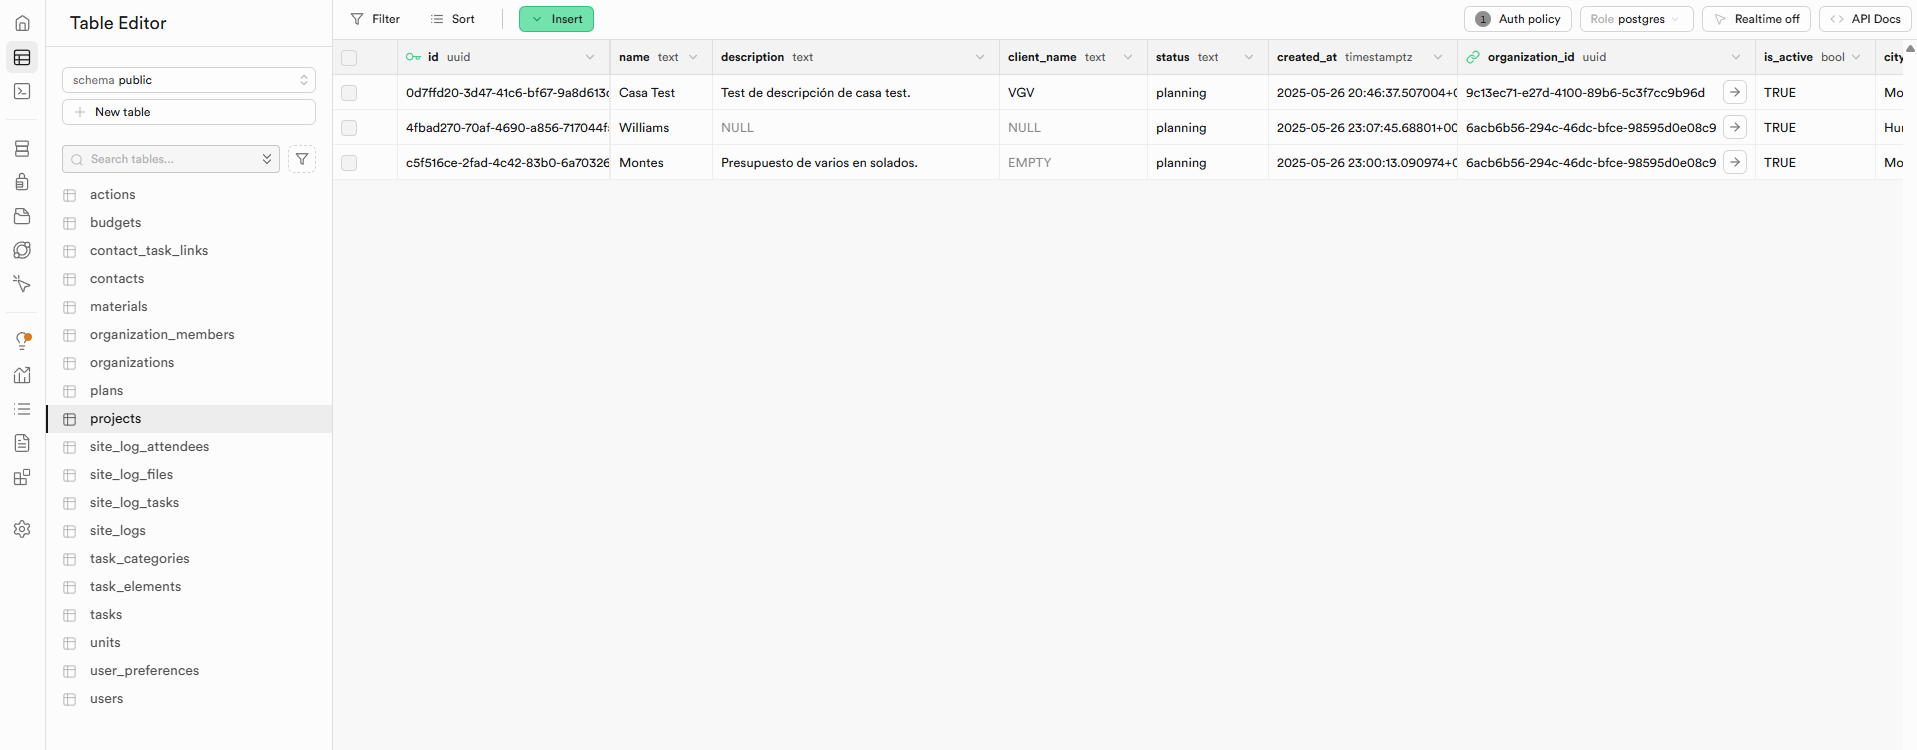 Table Editor
schema public
New table
Search tables...
actions
budgets
contact_task_links
contacts
materials
organization_members
organizations
plans
projects
site_log_attendees
site_log_files
site_log_tasks
site_logs
task_categories
task_elements
tasks
units
user_preferences
users
Filter Sort Insert 1 Auth policy Role postgres Realtime off API Docs
id uuid name text description text client_name text status text created_at timestamptz organization_id uuid is_active bool city
0d7ffd20-3d47-41c6-bf67-9a8d613c Casa Test Test de descripción de casa test. VGV planning 2025-05-26 20:46:37.507004+0 9c13ec71-e27d-4100-89b6-5c3f7cc9b96d TRUE Mo
4fbad270-70af-4690-a856-717044f Williams NULL NULL planning 2025-05-26 23:07:45.68801+00 6acb6b56-294c-46dc-bfce-98595d0e08c9 TRUE Hu
c5f516ce-2fad-4c42-83b0-6a70326 Montes Presupuesto de varios en solados. EMPTY planning 2025-05-26 23:00:13.090974+0 6acb6b56-294c-46dc-bfce-98595d0e08c9 TRUE Mo